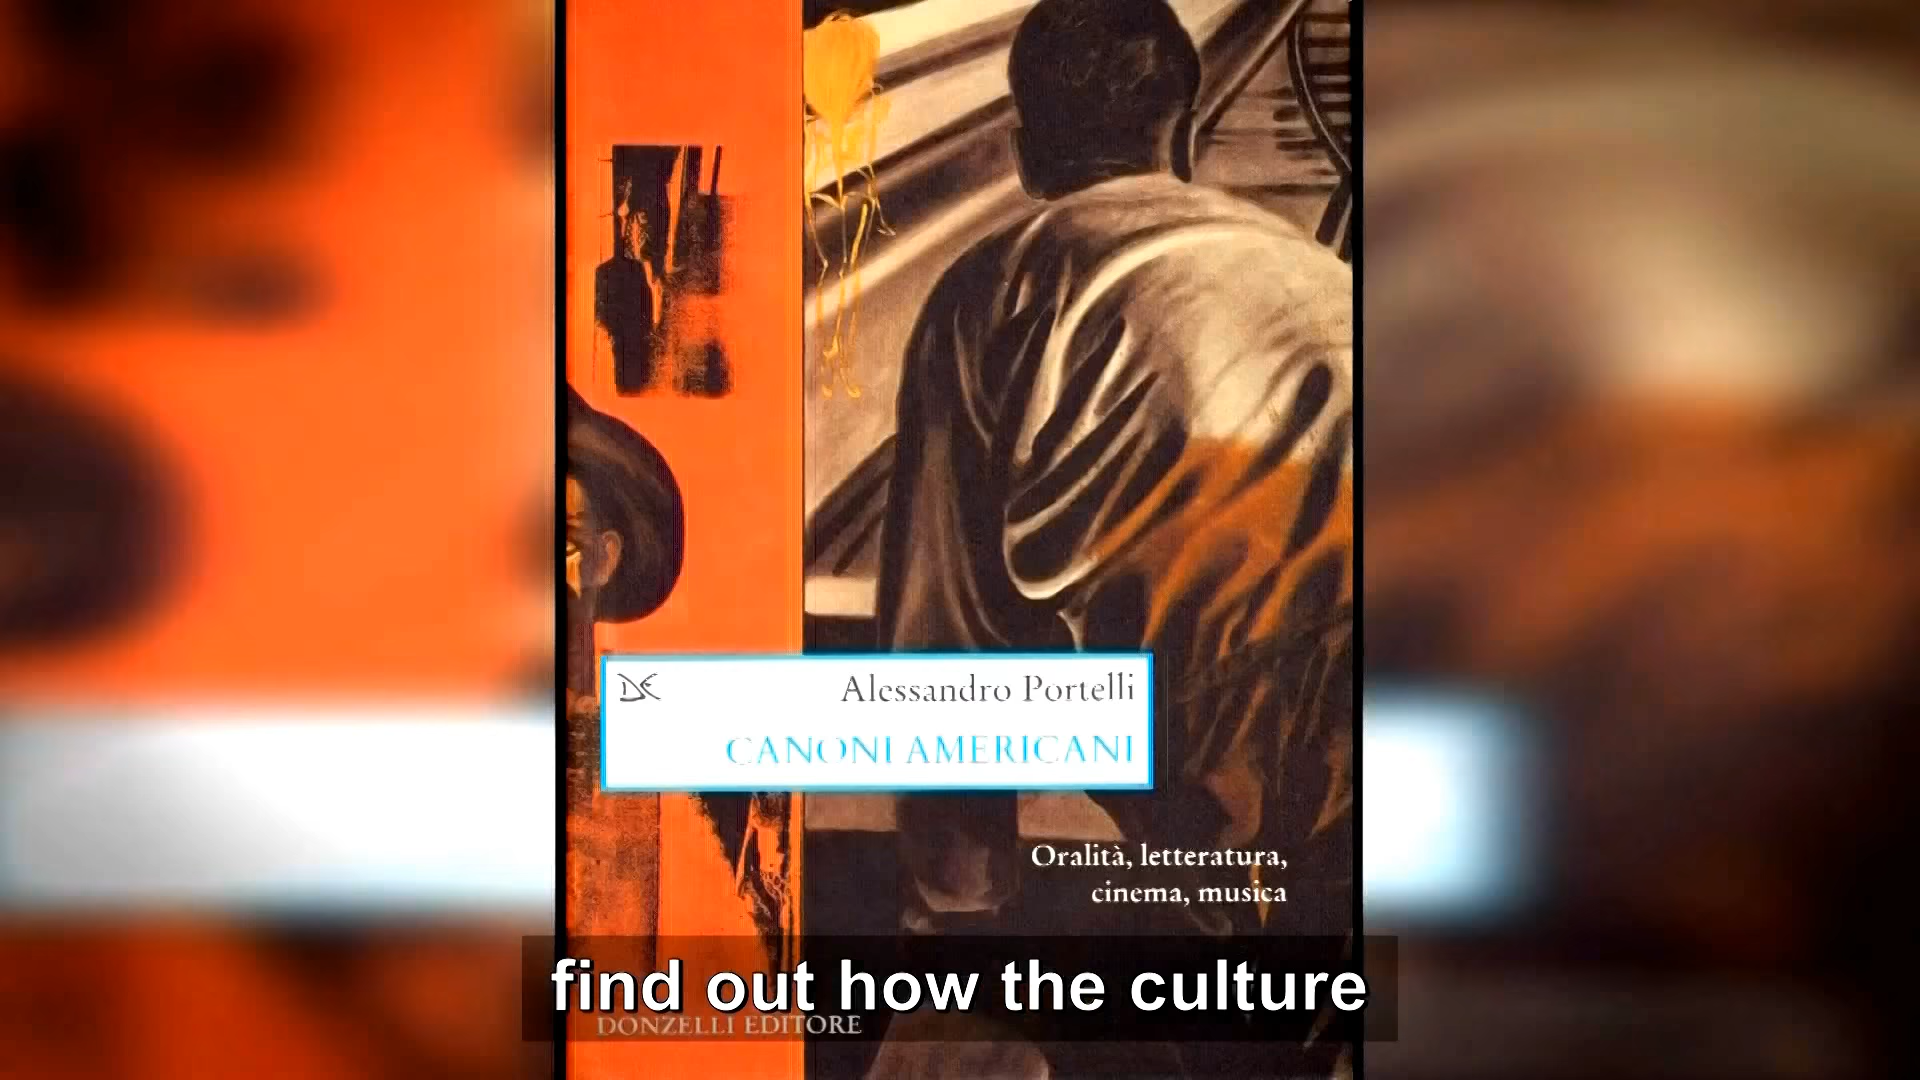 DE
Alessandro Portelli
CANONI AMERICANI
Oralità, letteratura,
cinema, musica
find out how the culture
DONZELLI EDITORE